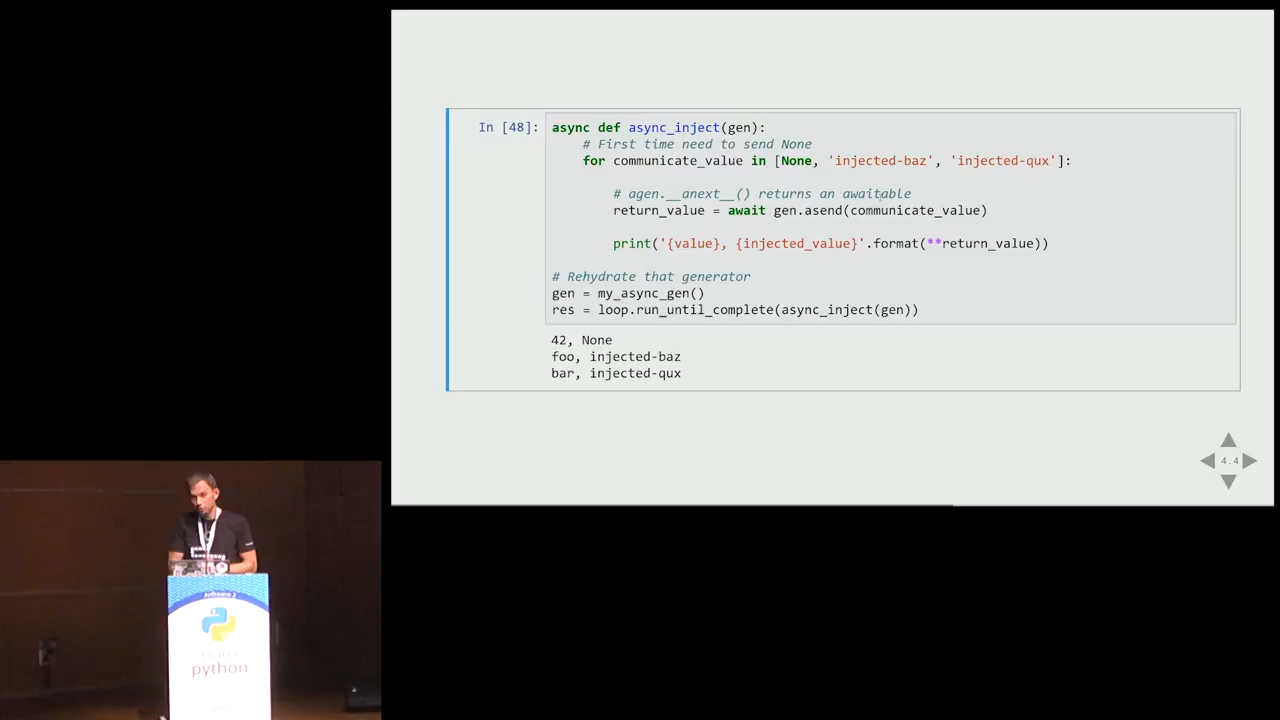 In [48]: async def async_inject(gen):
# First time need to send None
for communicate_value in [None, 'injected-baz', 'injected-qux']:
# agen.__anext__() returns an awaitable
return_value = await gen.asend(communicate_value)
print('{value}, {injected_value}'.format(**return_value))
# Rehydrate that generator
gen = my_async_gen()
res = loop.run_until_complete(async_inject(gen))
42, None
foo, injected-baz
bar, injected-qux
4.4
python